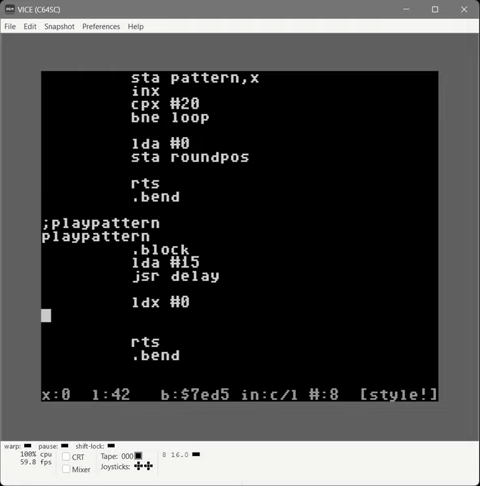 VICE (C64SC)
File Edit Snapshot Preferences Help
sta pattern,x
inx
cpx #20
bne loop
lda #0
sta roundpos
rts
.bend
;playpattern
playpattern
.block
lda #15
jsr delay
ldx #0
rts
.bend
x:0 l:42 b:$7ed5 in:c/l #:8 [style!]
warp: pause: shift-lock:
100% cpu
59.8 fps
CRT
Mixer
Tape: 000
Joysticks:
8 16.0